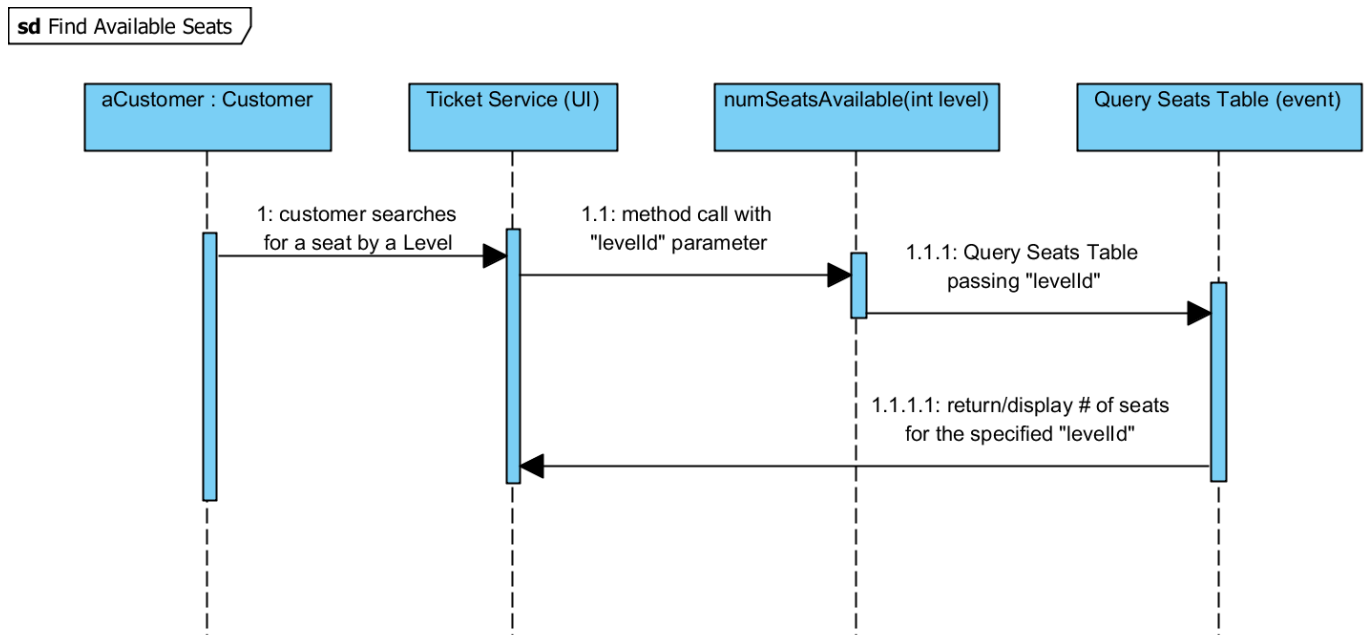 sd Find Available Seats
aCustomer : Customer
Ticket Service (UI)
numSeatsAvailable(int level)
Query Seats Table (event)
1: customer searches
for a seat by a Level
1.1: method call with
"levelId" parameter
1.1.1: Query Seats Table
passing "levelId"
1.1.1.1: return/display # of seats
for the specified "levelId"